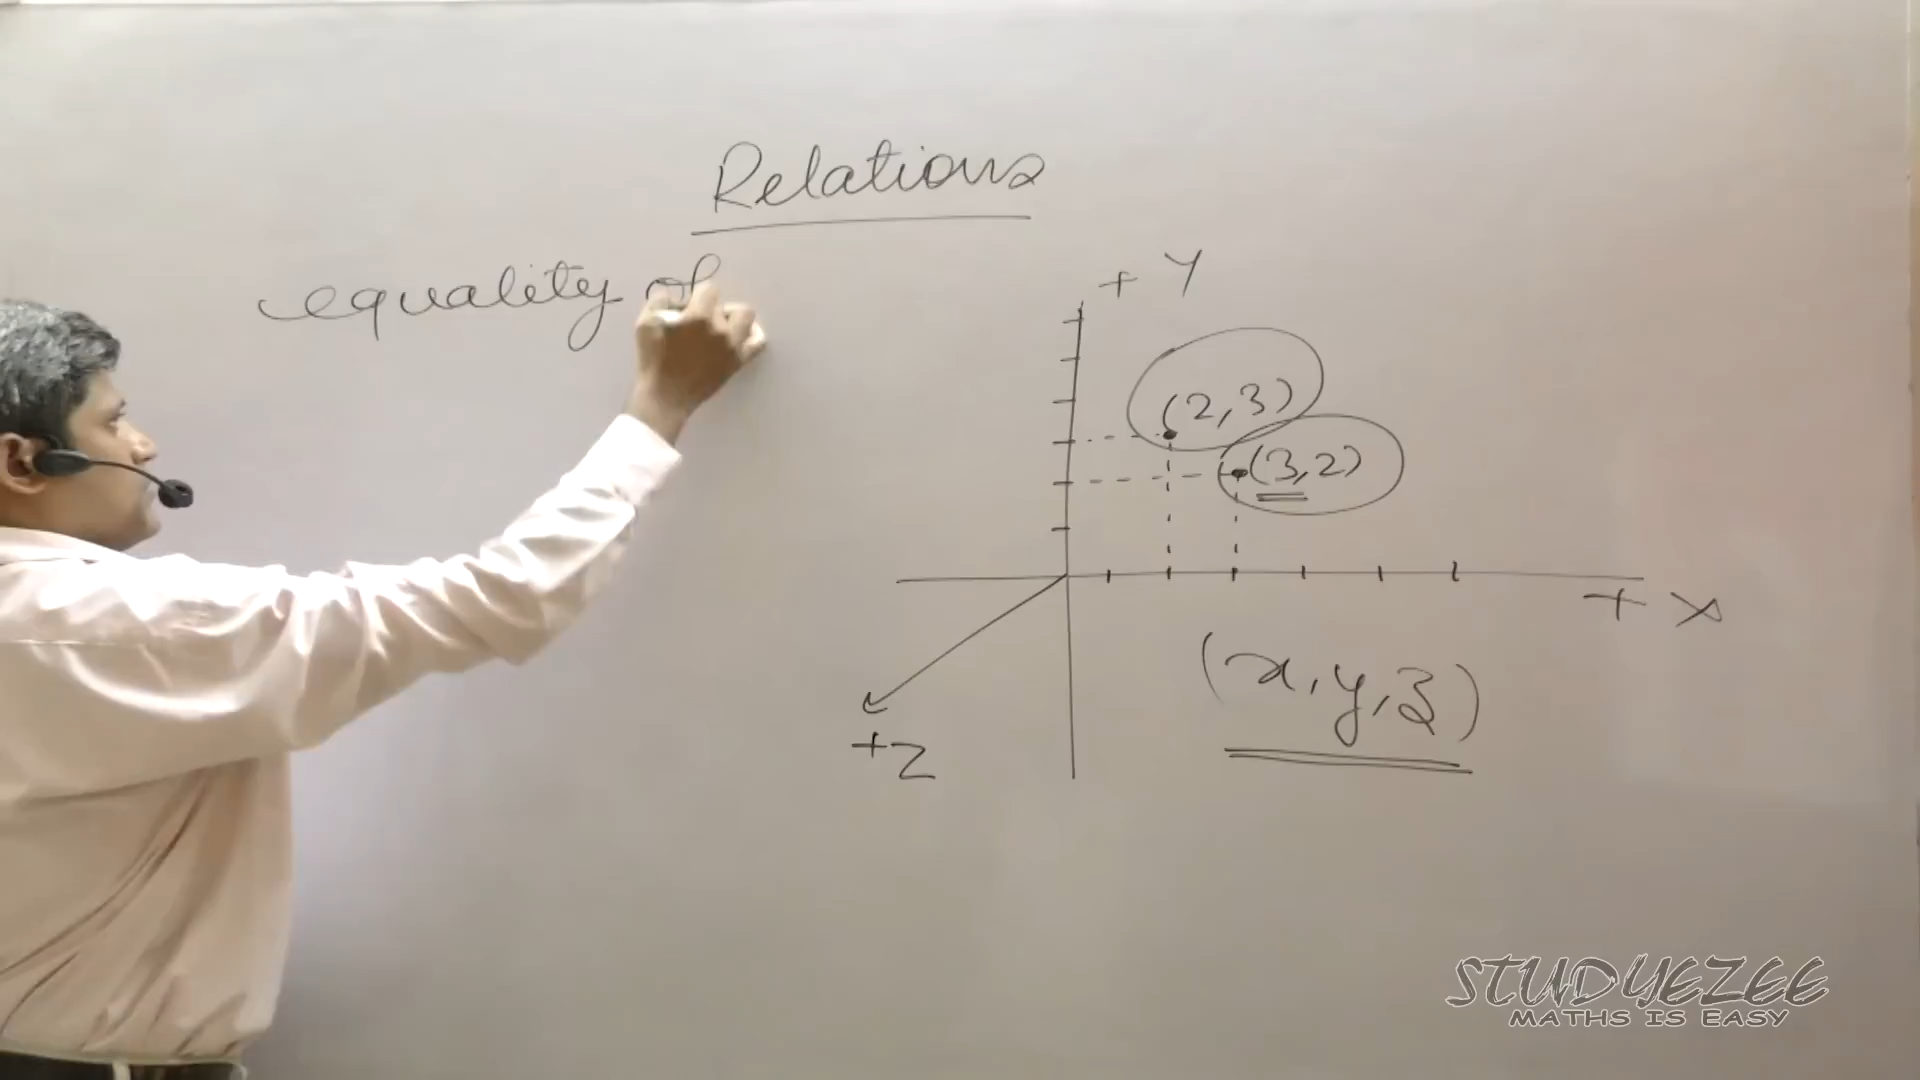 Relations
equality of
+ Y
(2,3)
(3,2)
+ X
(x,y,z)
+Z
STUDYEZEE
MATHS IS EASY